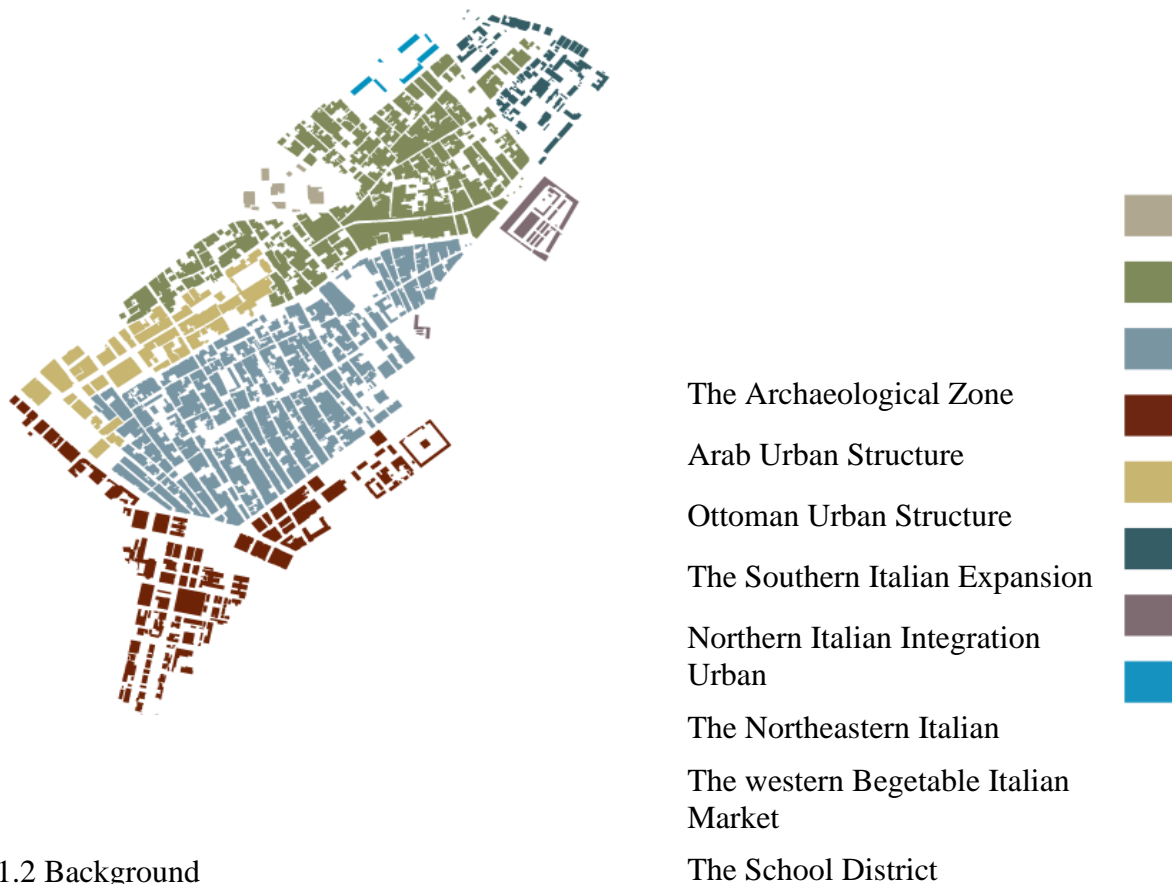 The Archaeological Zone
Arab Urban Structure
Ottoman Urban Structure
The Southern Italian Expansion
Northern Italian Integration
Urban
The Northeastern Italian
The western Begetable Italian
Market
The School District
1.2 Background